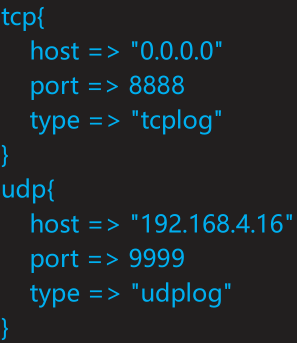 tcp{
    host => "0.0.0.0"
    port => 8888
    type => "tcplog"
}
udp{
    host => "192.168.4.16"
    port => 9999
    type => "udplog"
}